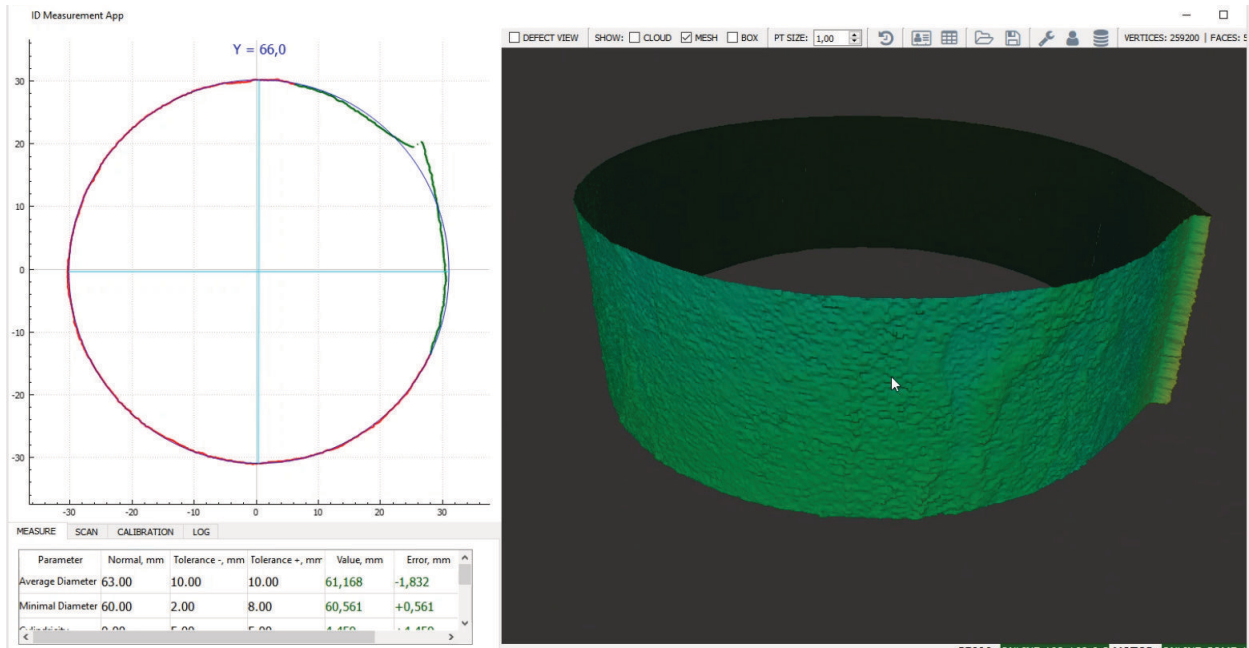 ID Measurement App
DEFECT VIEW SHOW: CLOUD MESH BOX PT SIZE: 1,00 VERTICES: 259200 | FACES: 5
Y = 66,0
30
20
10
0
-10
-20
-30
-30 -20 -10 0 10 20 30
MEASURE SCAN CALIBRATION LOG
Parameter Normal, mm Tolerance -, mm Tolerance +, mm Value, mm Error, mm
Average Diameter 63.00 10.00 10.00 61,168 -1,832
Minimal Diameter 60.00 2.00 8.00 60,561 +0,561